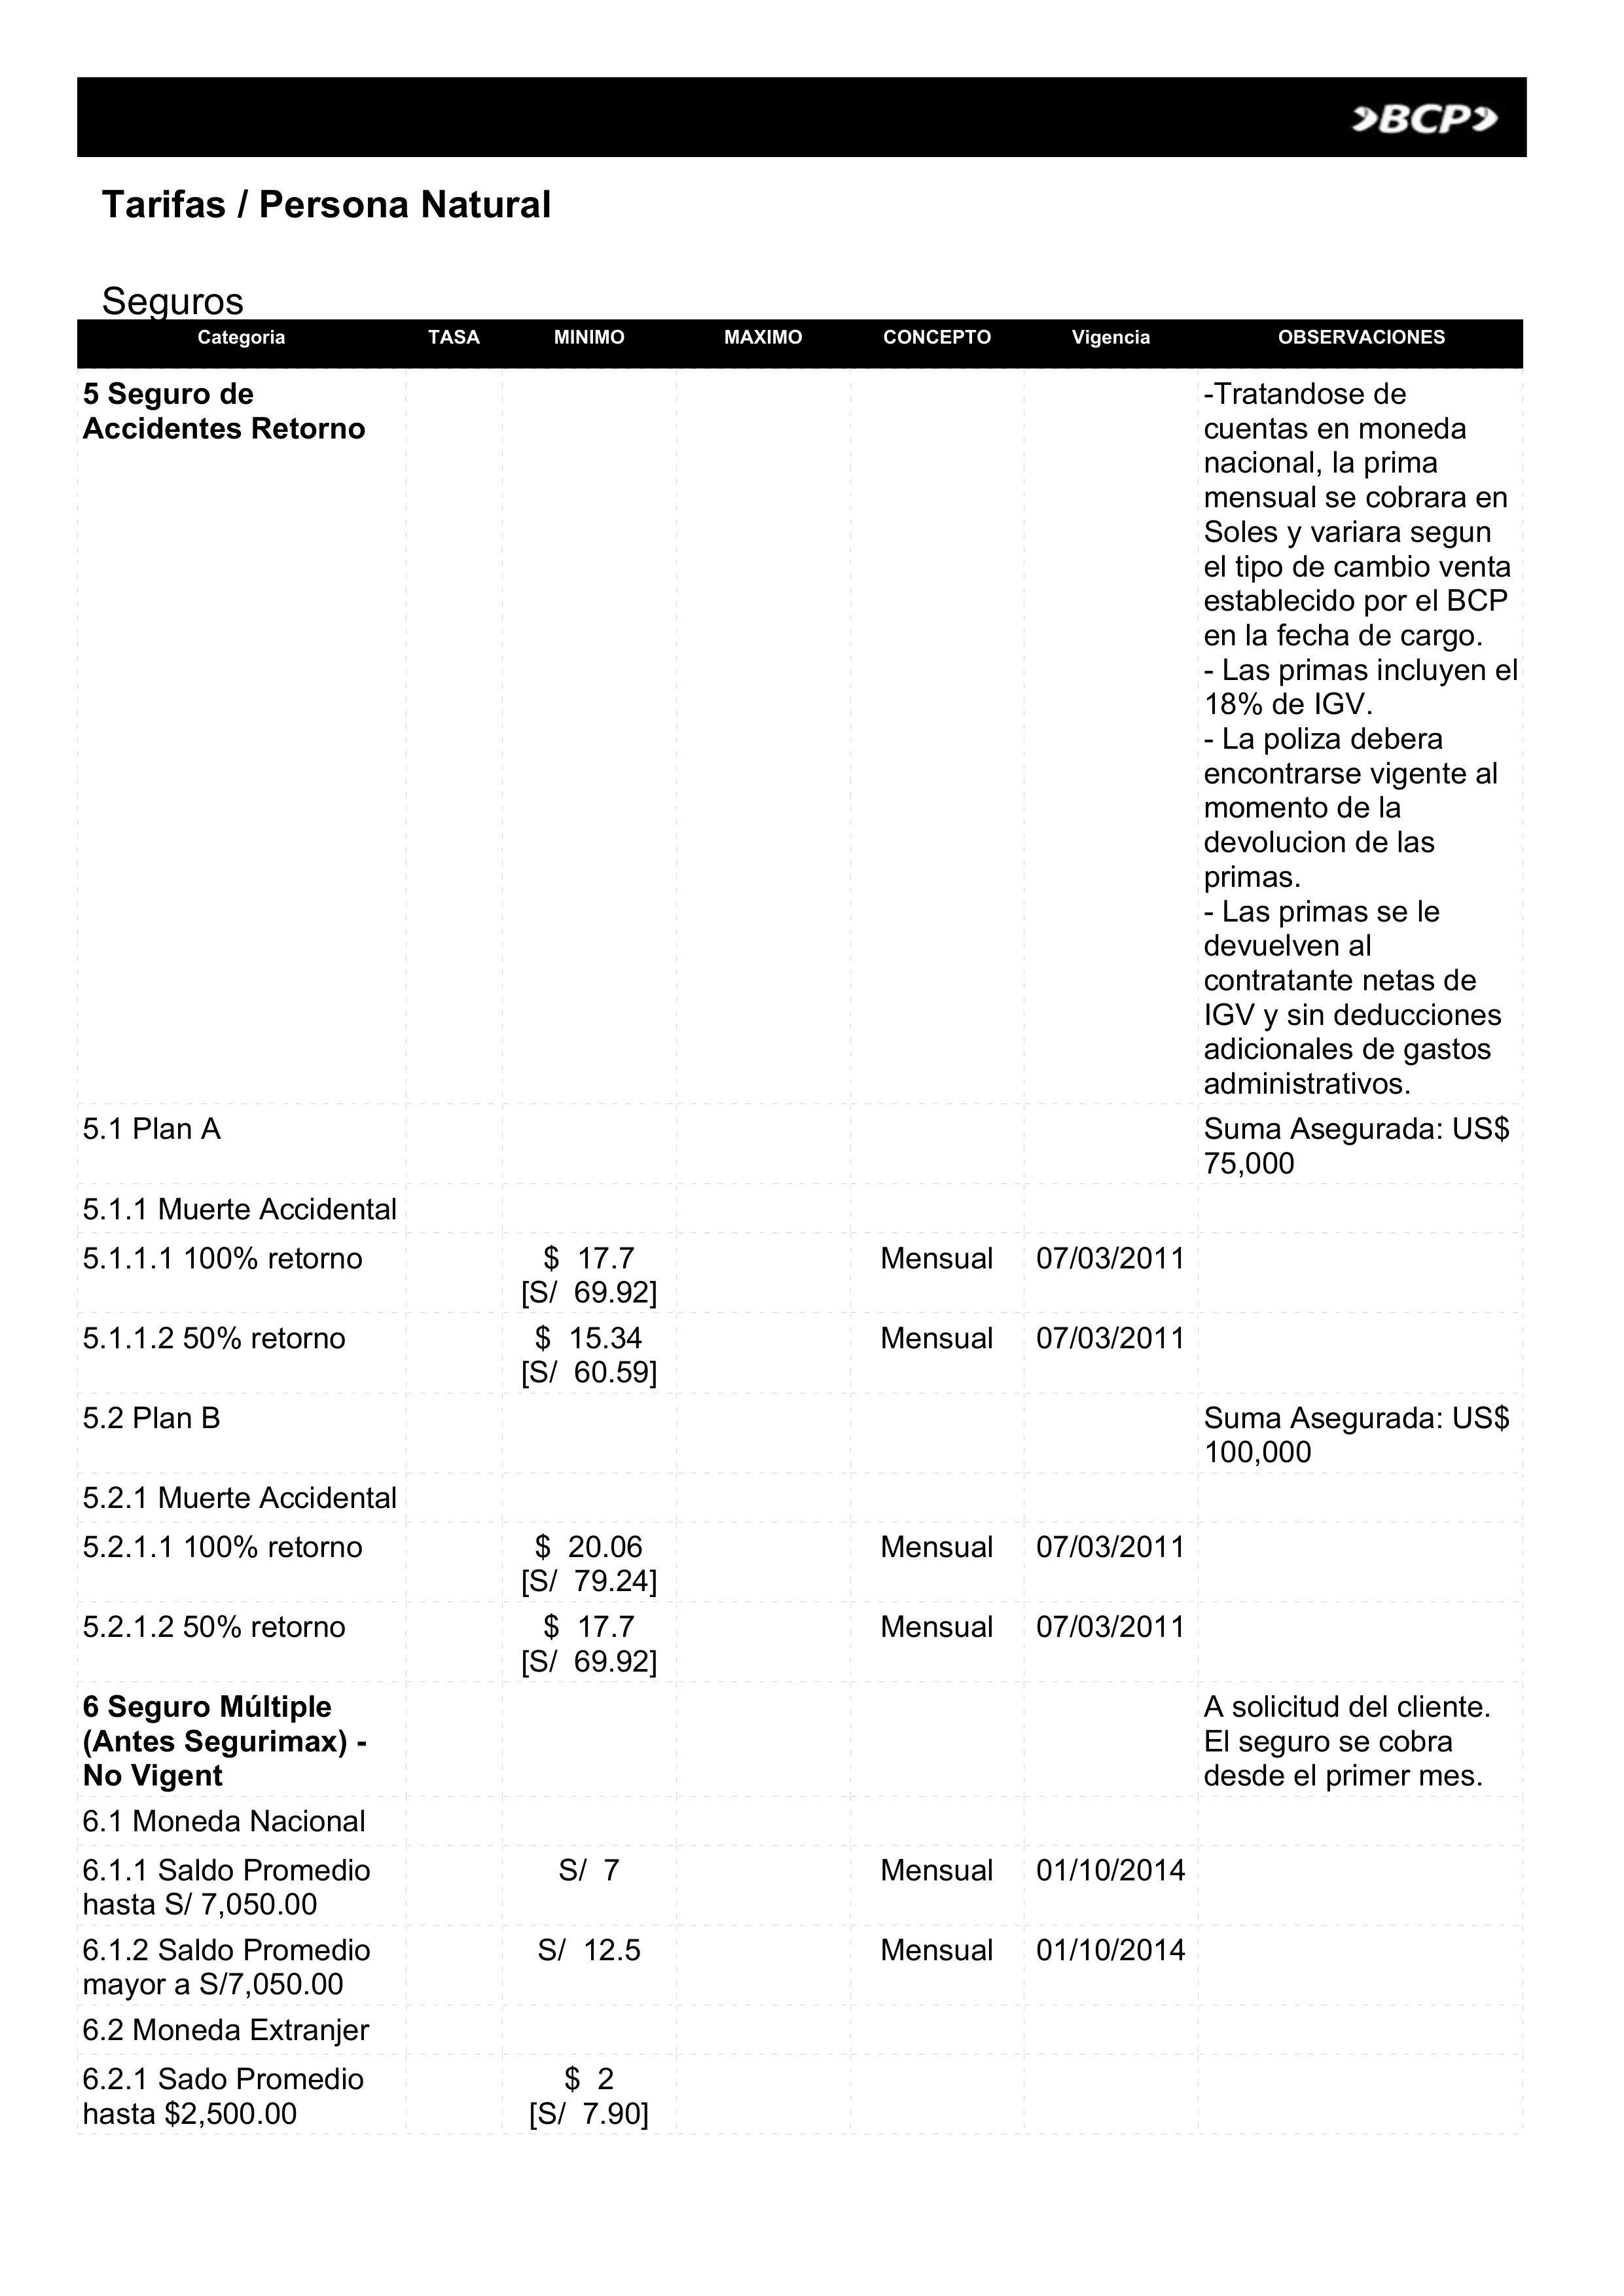 BCP
Tarifas / Persona Natural
Seguros
Categoria TASA MINIMO MAXIMO CONCEPTO Vigencia OBSERVACIONES
5 Seguro de
Accidentes Retorno
-Tratandose de
cuentas en moneda
nacional, la prima
mensual se cobrara en
Soles y variara segun
el tipo de cambio venta
establecido por el BCP
en la fecha de cargo.
- Las primas incluyen el
18% de IGV.
- La poliza debera
encontrarse vigente al
momento de la
devolucion de las
primas.
- Las primas se le
devuelven al
contratante netas de
IGV y sin deducciones
adicionales de gastos
administrativos.
5.1 Plan A Suma Asegurada: US$
75,000
5.1.1 Muerte Accidental
5.1.1.1 100% retorno $ 17.7 Mensual 07/03/2011
[S/ 69.92]
5.1.1.2 50% retorno $ 15.34 Mensual 07/03/2011
[S/ 60.59]
5.2 Plan B Suma Asegurada: US$
100,000
5.2.1 Muerte Accidental
5.2.1.1 100% retorno $ 20.06 Mensual 07/03/2011
[S/ 79.24]
5.2.1.2 50% retorno $ 17.7 Mensual 07/03/2011
[S/ 69.92]
6 Seguro Múltiple A solicitud del cliente.
(Antes Segurimax) - El seguro se cobra
No Vigent desde el primer mes.
6.1 Moneda Nacional
6.1.1 Saldo Promedio S/ 7 Mensual 01/10/2014
hasta S/ 7,050.00
6.1.2 Saldo Promedio S/ 12.5 Mensual 01/10/2014
mayor a S/7,050.00
6.2 Moneda Extranjer
6.2.1 Sado Promedio $ 2
hasta $2,500.00 [S/ 7.90]